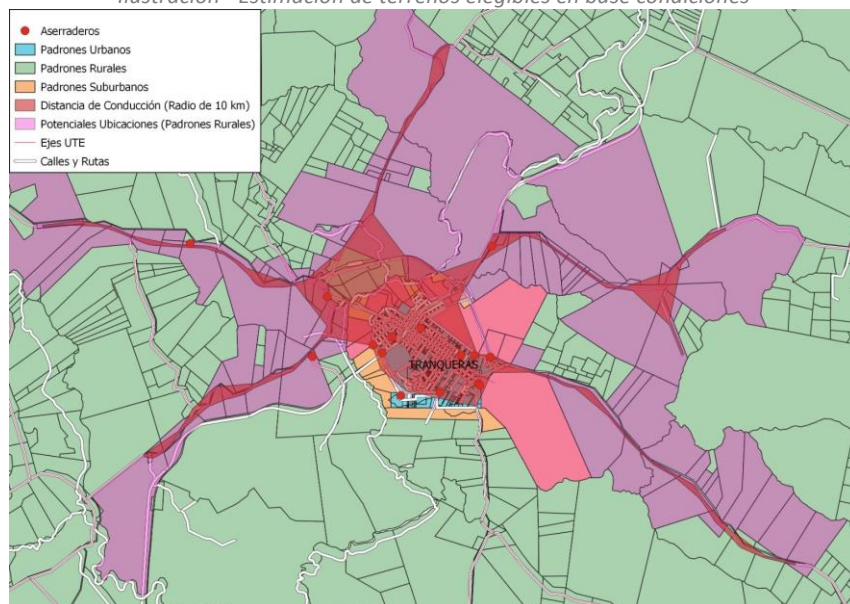 Ilustración - Estimación de terrenos elegibles en base condiciones
Aserraderos
Padrones Urbanos
Padrones Rurales
Padrones Suburbanos
Distancia de Conducción (Radio de 10 km)
Potenciales Ubicaciones (Padrones Rurales)
Ejes UTE
Calles y Rutas
TRANQUERAS